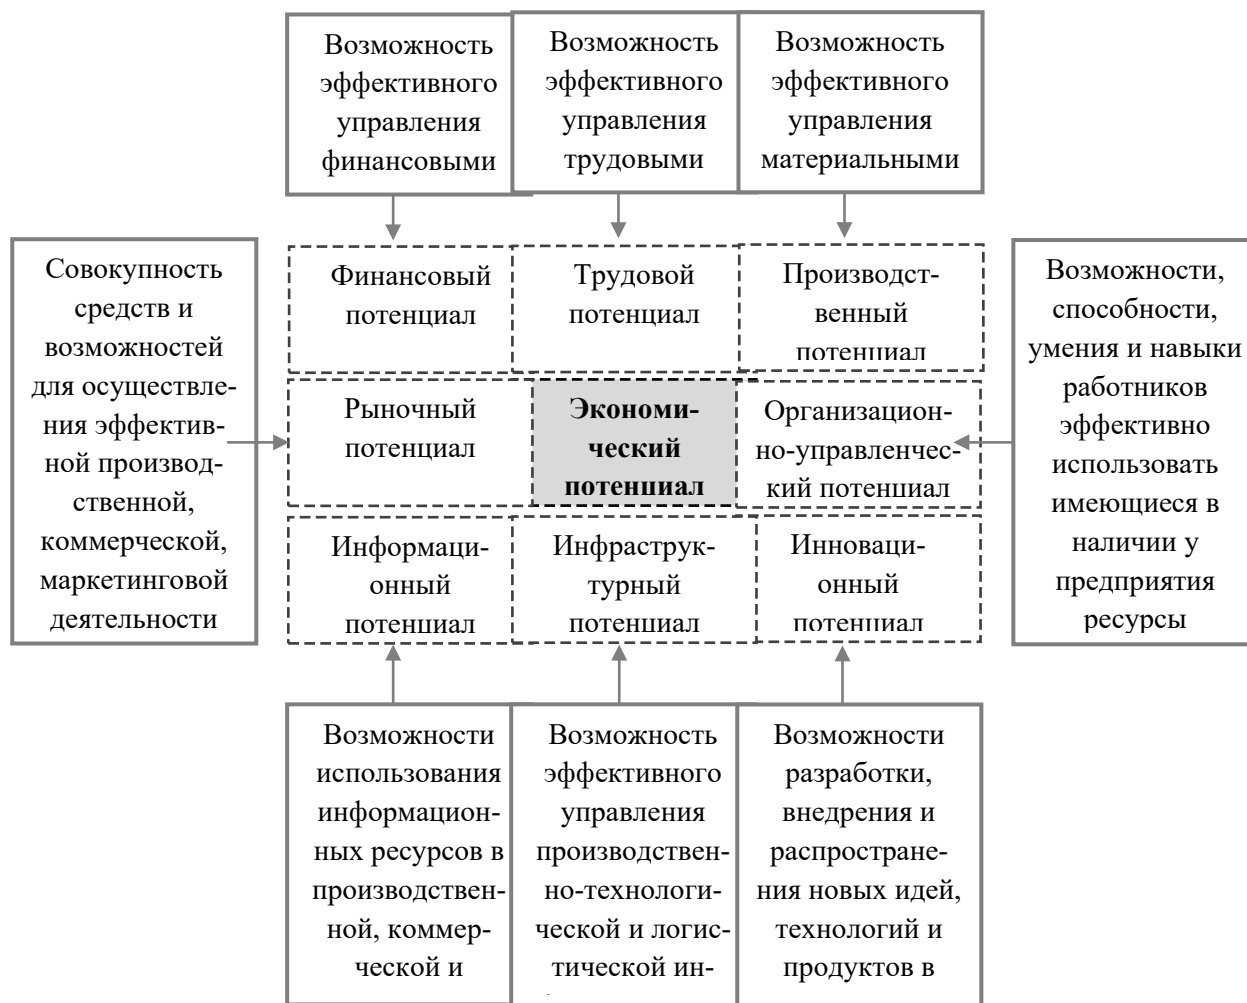 Возможность
эффективного
управления
финансовыми
Возможность
эффективного
управления
трудовыми
Возможность
эффективного
управления
материальными
Совокупность
средств и
возможностей
для осуществле-
ния эффектив-
ной производ-
ственной,
коммерческой,
маркетинговой
деятельности
Финансовый
потенциал
Трудовой
потенциал
Производст-
венный
потенциал
Рыночный
потенциал
Экономи-
ческий
потенциал
Организацион-
но-управленчес-
кий потенциал
Информаци-
онный
потенциал
Инфраструк-
турный
потенциал
Инноваци-
онный
потенциал
Возможности,
способности,
умения и навыки
работников
эффективно
использовать
имеющиеся в
наличии у
предприятия
ресурсы
Возможности
использования
информацион-
ных ресурсов в
производствен-
ной, коммер-
ческой и
Возможность
эффективного
управления
производствен-
но-технологи-
ческой и логис-
тической ин-
Возможности
разработки,
внедрения и
распростране-
ния новых идей,
технологий и
продуктов в